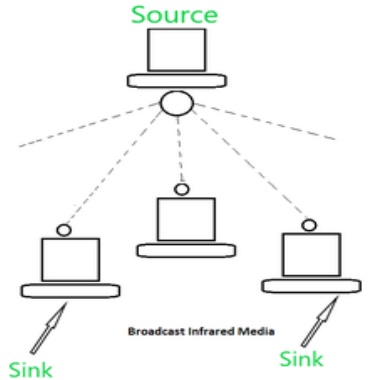 Source
Broadcast Infrared Media
Sink
Sink